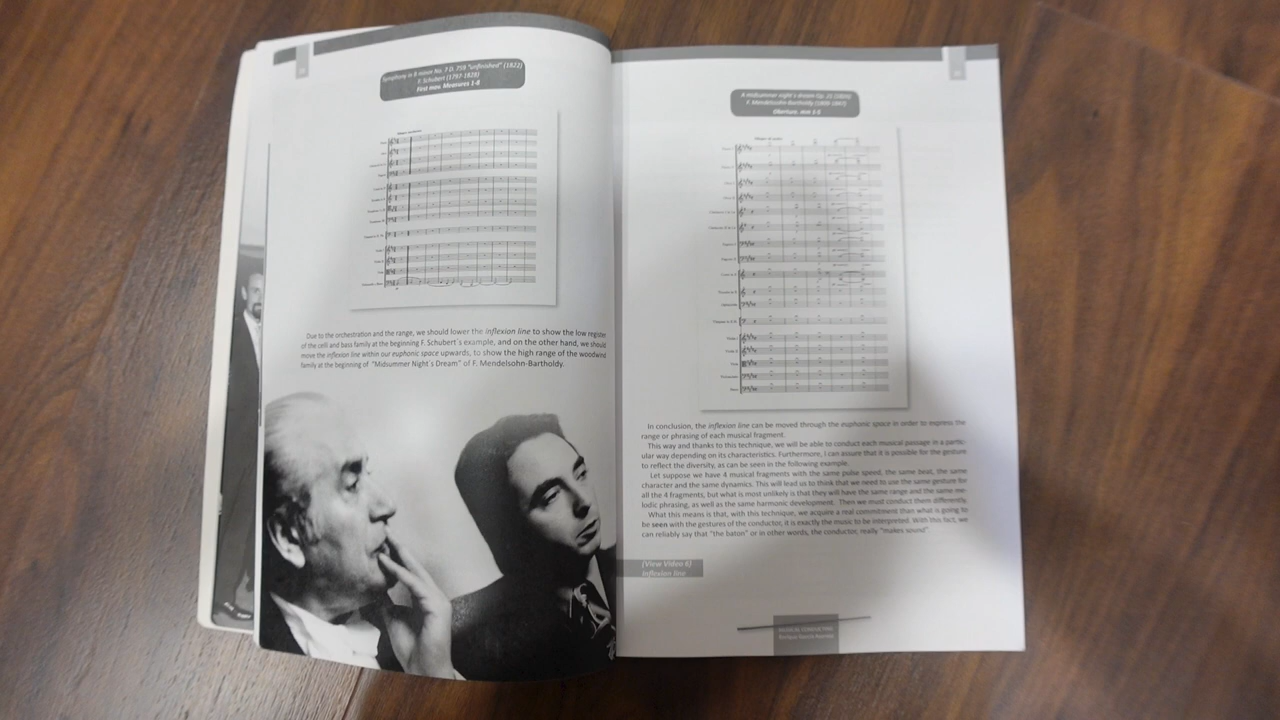 Symphony in B minor No. 7 D. 759 "unfinished" (1822)
F. Schubert (1797-1828)
First mov. Measures 1-8
Due to the orchestration and the range, we should lower the inflexion line to show the low register
of the celli and bass family at the beginning F. Schubert´s example, and on the other hand, we should
move the inflexion line within our euphonic space upwards, to show the high range of the woodwind
family at the beginning of "Midsummer Night´s Dream" of F. Mendelsohn-Bartholdy.
A midsummer night´s dream Op. 21
F. Mendelssohn-Bartholdy (1809-1847)
Oberture. mm 1-5
In conclusion, the inflexion line can be moved through the euphonic space in order to express the
range or phrasing of each musical fragment.
This way and thanks to this technique, we will be able to conduct each musical passage in a partic-
ular way depending on its characteristics. Furthermore, I can assure that it is possible for the gesture
to reflect the diversity, as can be seen in the following example.
Let suppose we have 4 musical fragments with the same pulse speed, the same beat, the same
character and the same dynamics. This will lead us to think that we need to use the same gesture for
all the 4 fragments, but what is most unlikely is that they will have the same range and the same me-
lodic phrasing, as well as the same harmonic development. Then we must conduct them differently.
What this means is that, with this technique, we acquire a real commitment than what is going to
be seen with the gestures of the conductor, it is exactly the music to be interpreted. With this fact, we
can reliably say that "the baton" or in other words, the conductor, really "makes sound".
(View Video 6)
Inflexion line
MUSICAL CONDUCTING
Enrique García Asensio